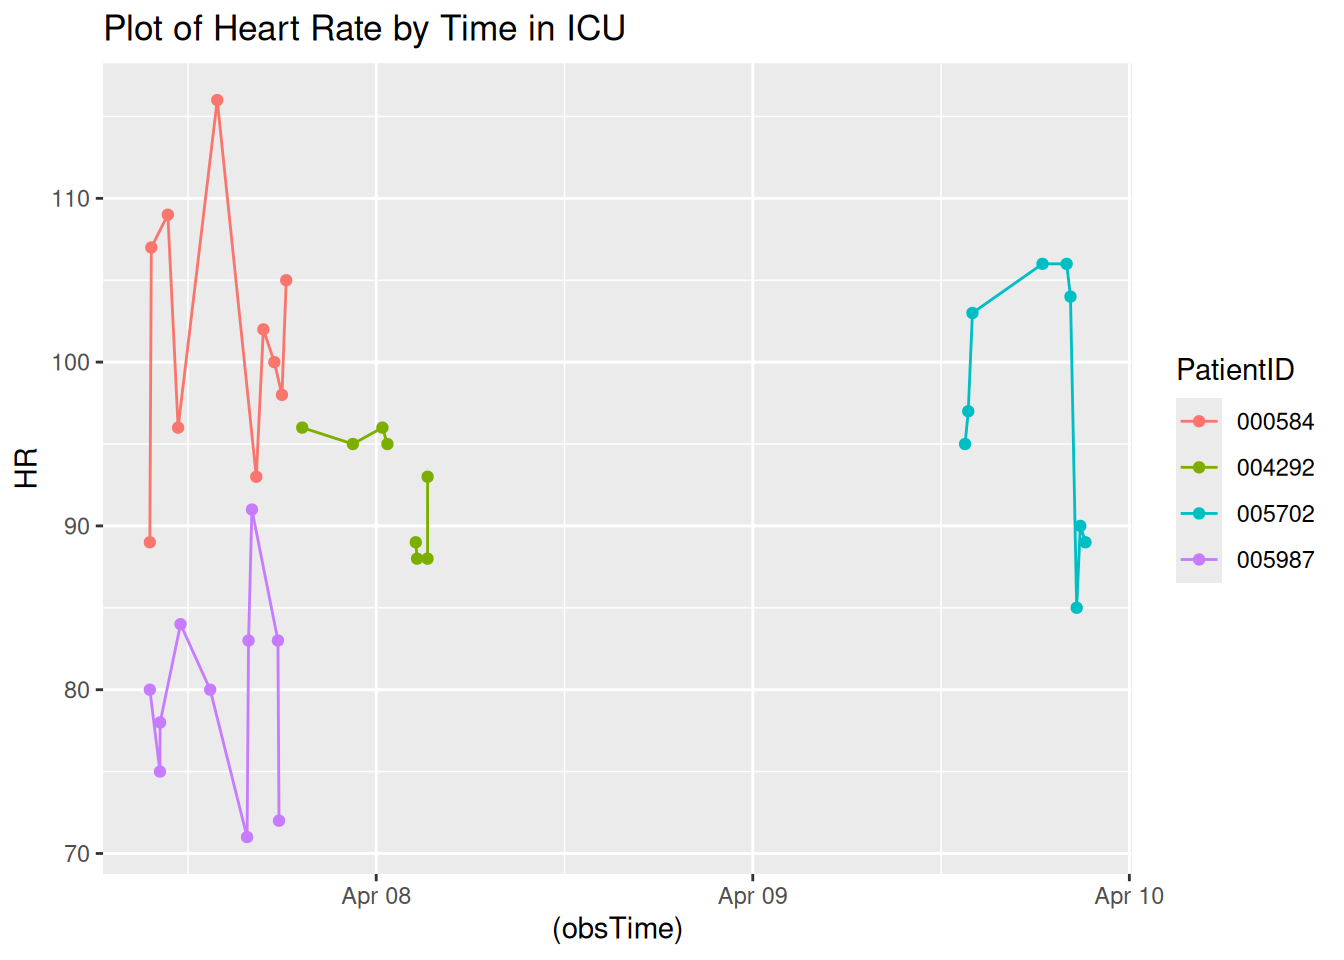 Plot of Heart Rate by Time in ICU
110
100
90
80
70
HR
Apr 08
Apr 09
Apr 10
(obsTime)
PatientID
000584
004292
005702
005987